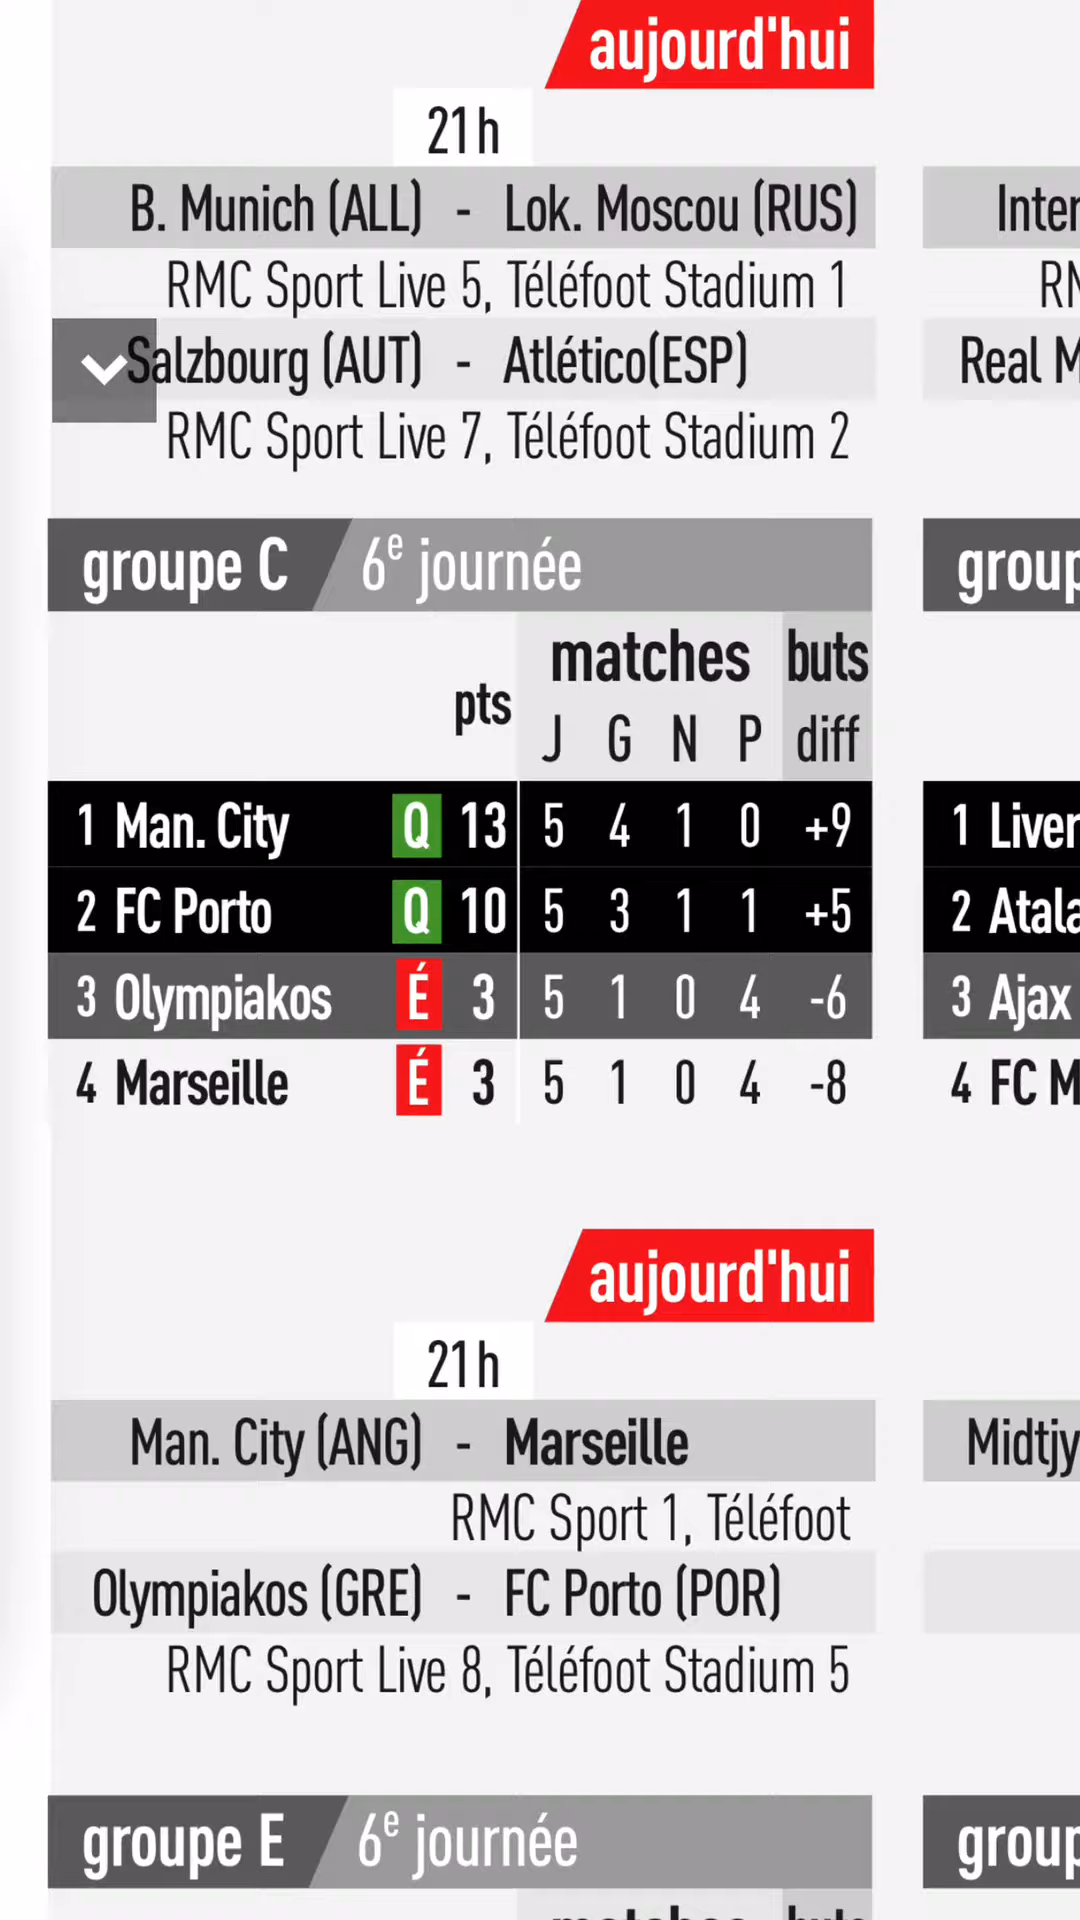 aujourd'hui
21h
B. Munich (ALL) - Lok. Moscou (RUS)
RMC Sport Live 5, Téléfoot Stadium 1
Salzbourg (AUT) - Atlético(ESP)
RMC Sport Live 7, Téléfoot Stadium 2
groupe C 6e journée
matches buts
pts J G N P diff
1 Man. City Q 13 5 4 1 0 +9
2 FC Porto Q 10 5 3 1 1 +5
3 Olympiakos É 3 5 1 0 4 -6
4 Marseille É 3 5 1 0 4 -8
aujourd'hui
21h
Man. City (ANG) - Marseille
RMC Sport 1, Téléfoot
Olympiakos (GRE) - FC Porto (POR)
RMC Sport Live 8, Téléfoot Stadium 5
groupe E 6e journée
Inter
Real M
1 Liver
2 Atala
3 Ajax
4 FC M
Midtjy